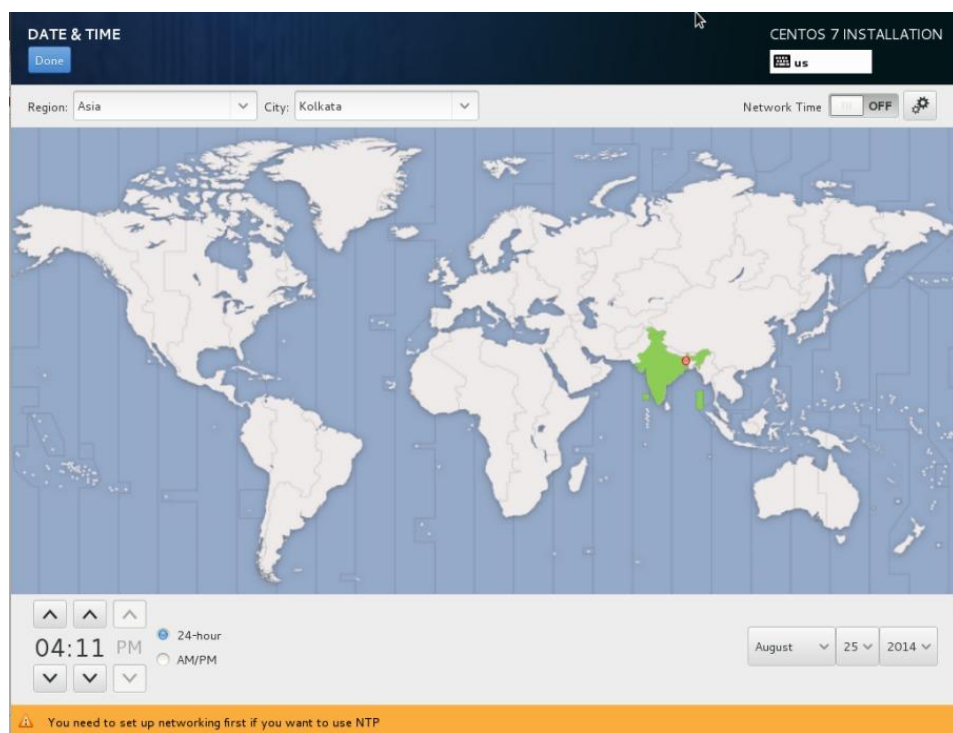 DATE & TIME
CENTOS 7 INSTALLATION
Done
us
Region: Asia City: Kolkata Network Time OFF
04:11 PM
24-hour
AM/PM
August 25 2014
You need to set up networking first if you want to use NTP